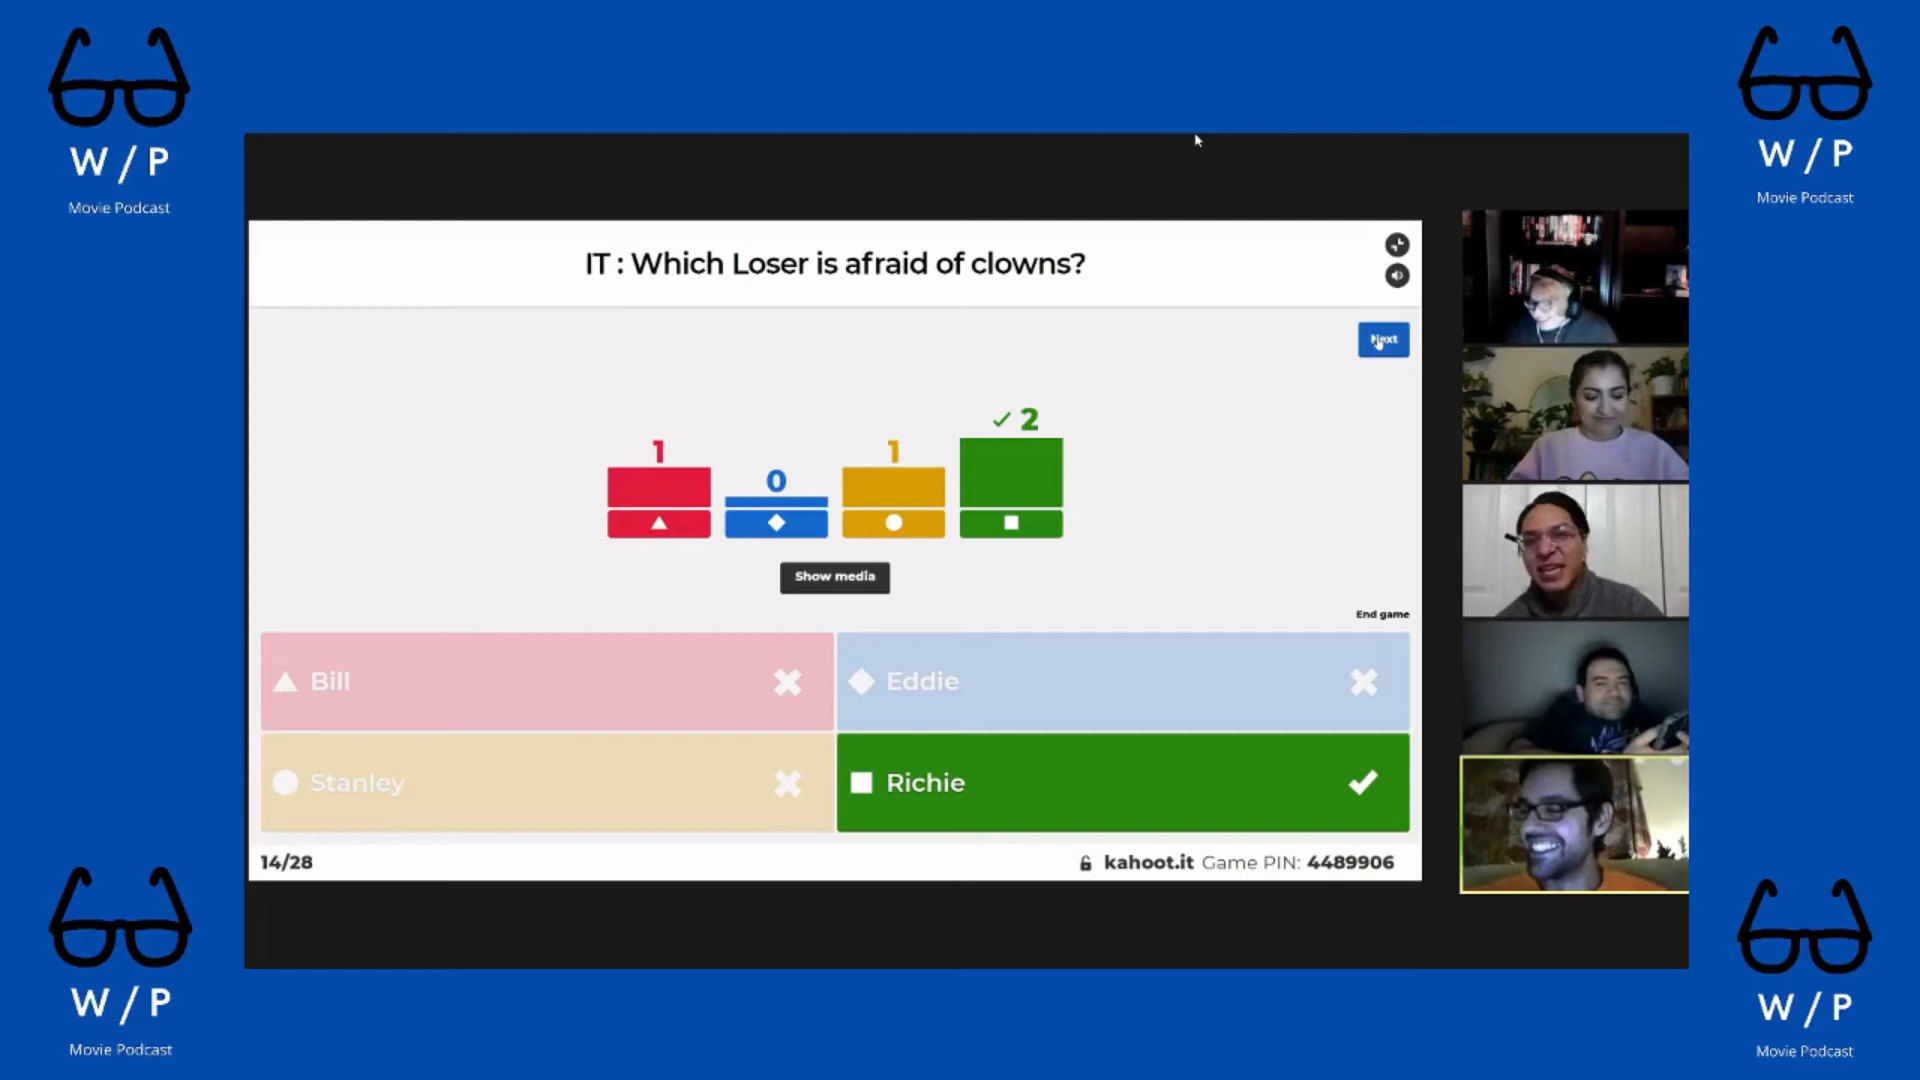 W / P
Movie Podcast
W / P
Movie Podcast
IT : Which Loser is afraid of clowns?
Next
1
0
1
2
Show media
End game
Bill
Eddie
Stanley
Richie
14/28
kahoot.it Game PIN: 4489906
W / P
Movie Podcast
W / P
Movie Podcast